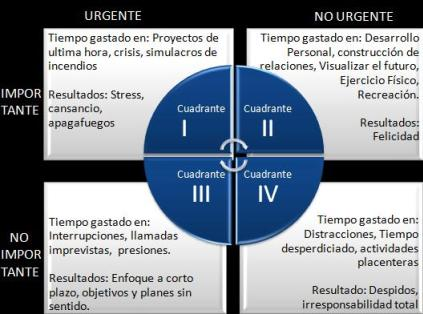 URGENTE
NO URGENTE
IMPOR
TANTE
Tiempo gastado en: Proyectos de
ultima hora, crisis, simulacros de
incendios
Resultados: Stress,
cansancio,
apagafuegos
Tiempo gastado en: Desarrollo
Personal, construcción de
relaciones, Visualizar el futuro,
Ejercicio Físico,
Recreación.
Resultados:
Felicidad
Cuadrante
I
Cuadrante
II
Cuadrante
III
Cuadrante
IV
NO
IMPOR
TANTE
Tiempo gastado en:
Interrupciones, llamadas
imprevistas, presiones.
Resultados: Enfoque a corto
plazo, objetivos y planes sin
sentido.
Tiempo gastado en:
Distracciones, Tiempo
desperdiciado, actividades
placenteras
Resultado: Despidos,
irresponsabilidad total